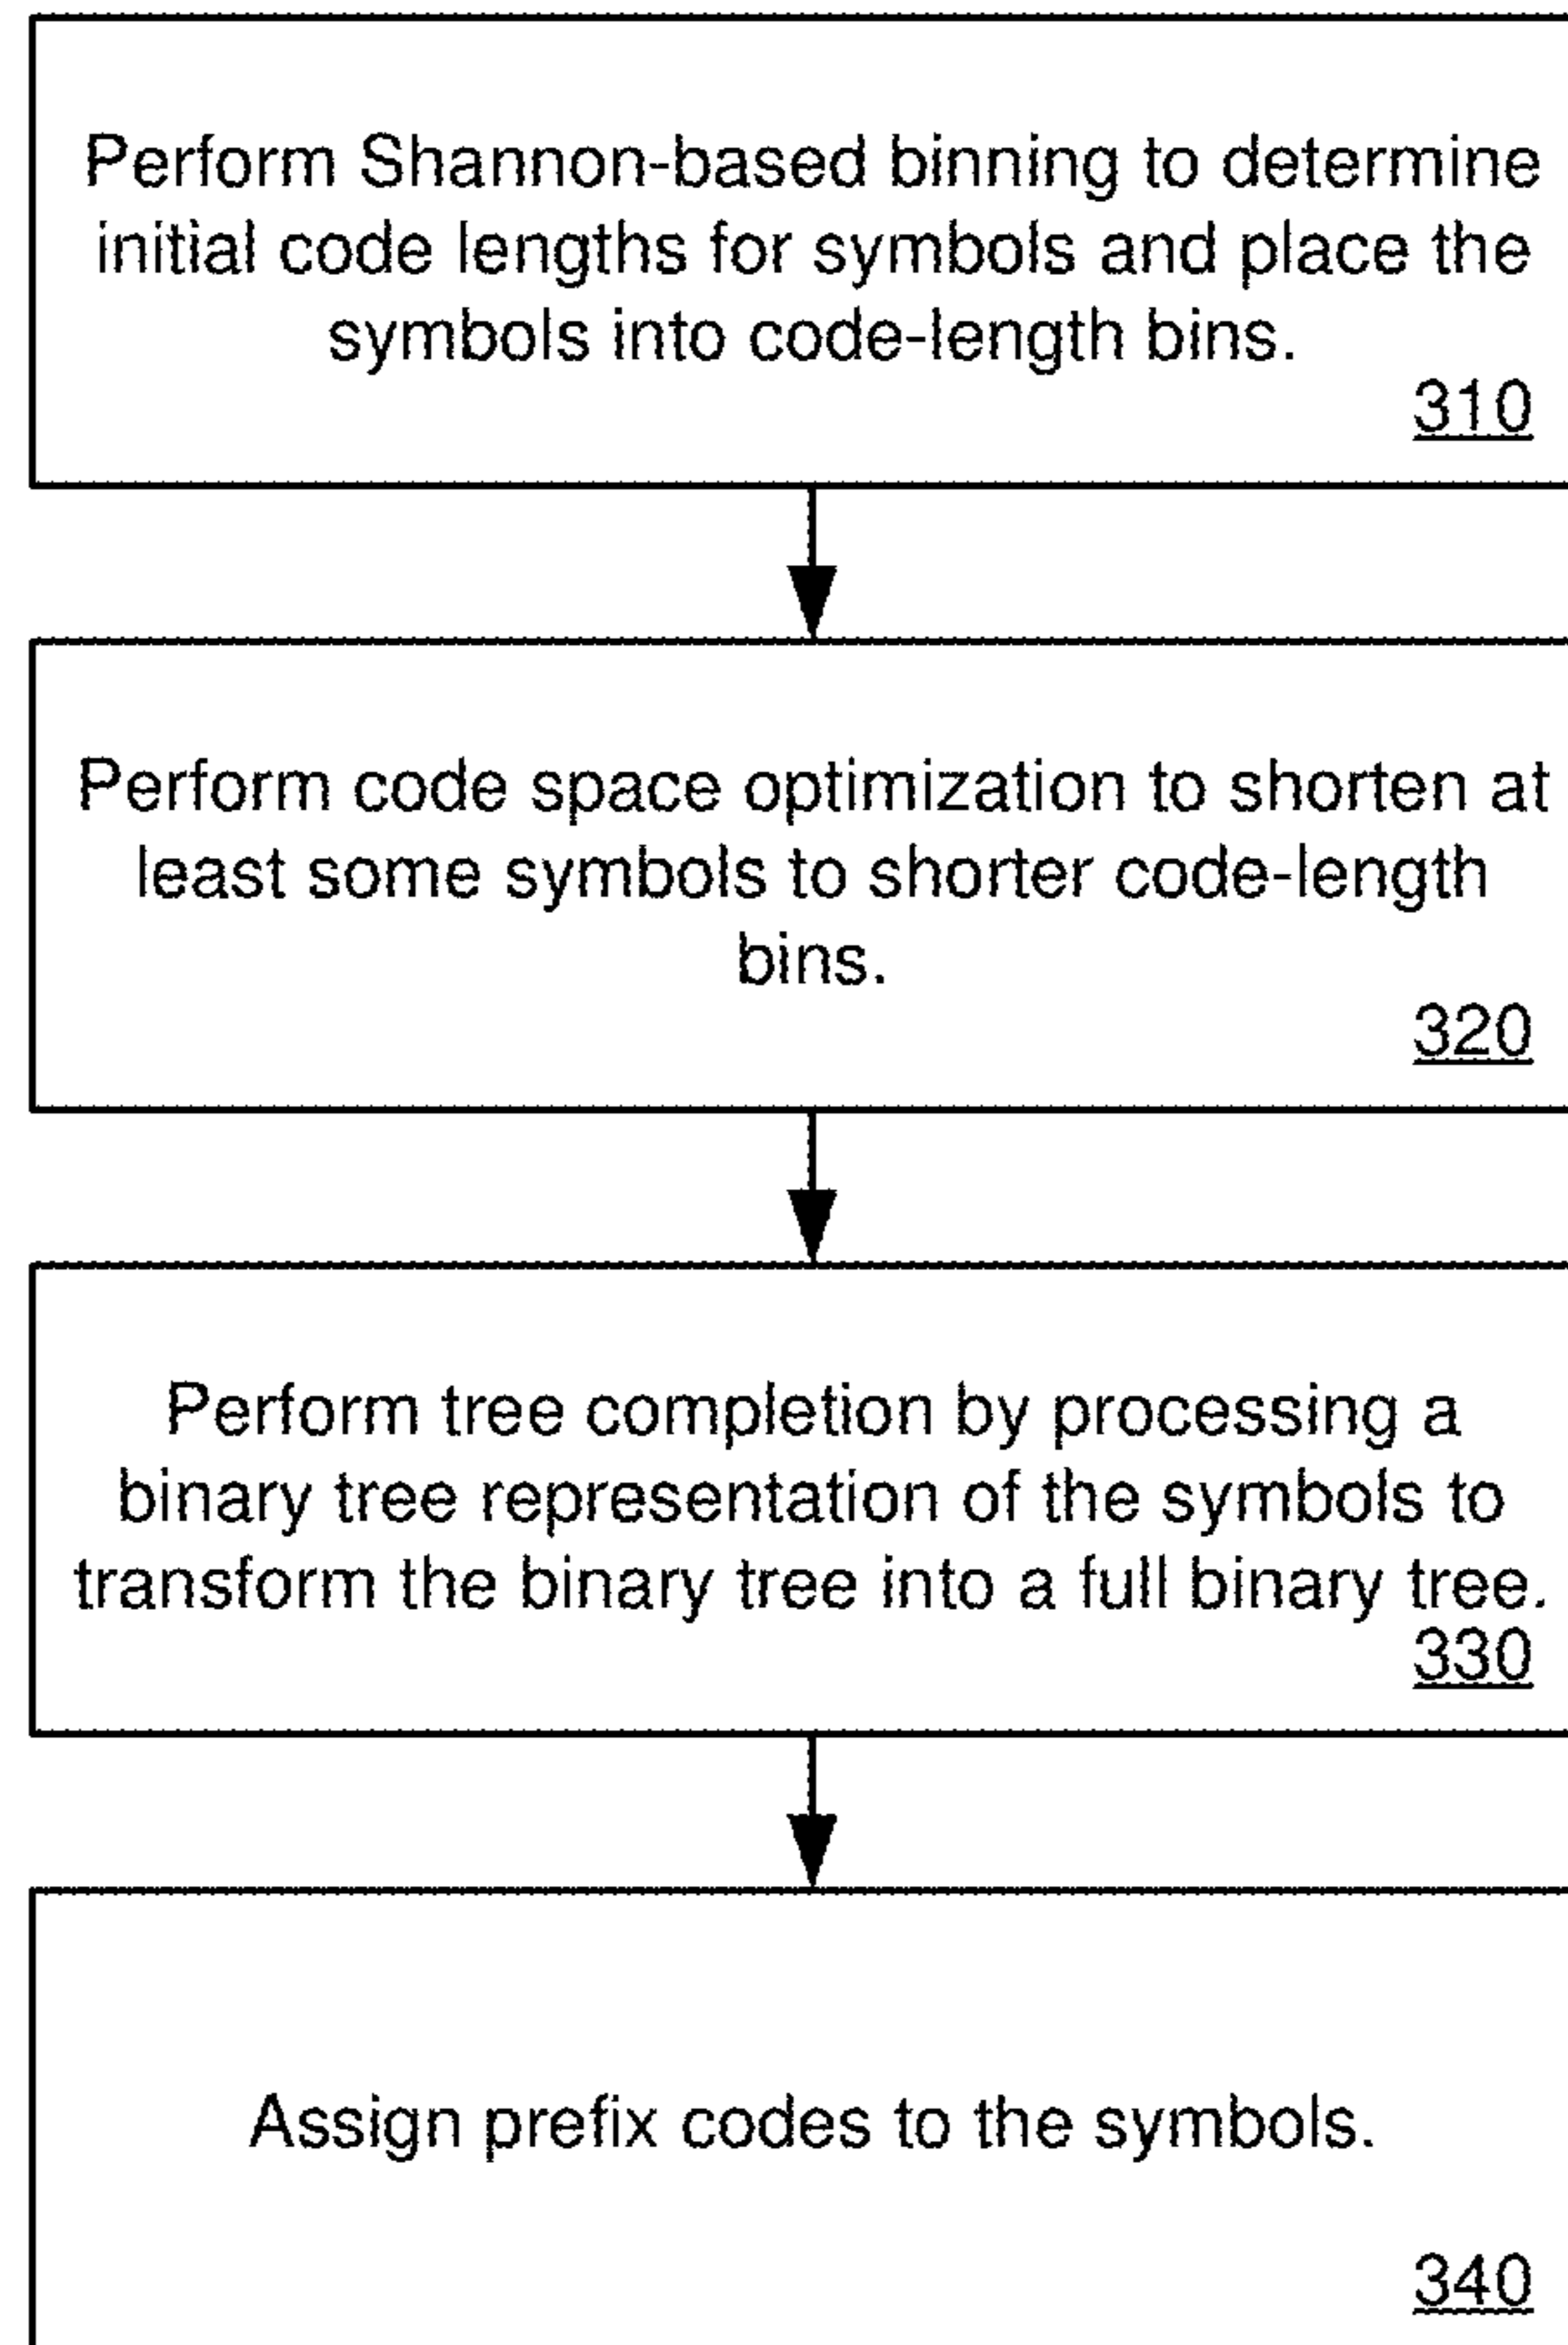 Perform Shannon-based binning to determine
initial code lengths for symbols and place the
symbols into code-length bins.
310
Perform code space optimization to shorten at
least some symbols to shorter code-length
bins.
320
Perform tree completion by processing a
binary tree representation of the symbols to
transform the binary tree into a full binary tree.
330
Assign prefix codes to the symbols.
340